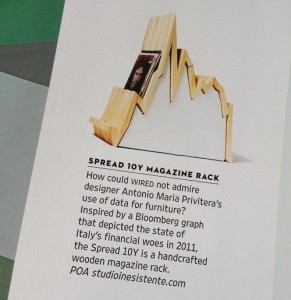 SPREAD 10Y MAGAZINE RACK
How could WIRED not admire
designer Antonio Maria Privitera's
use of data for furniture?
Inspired by a Bloomberg graph
that depicted the state of
Italy's financial woes in 2011,
the Spread 10Y is a handcrafted
wooden magazine rack.
POA studioinesistente.com